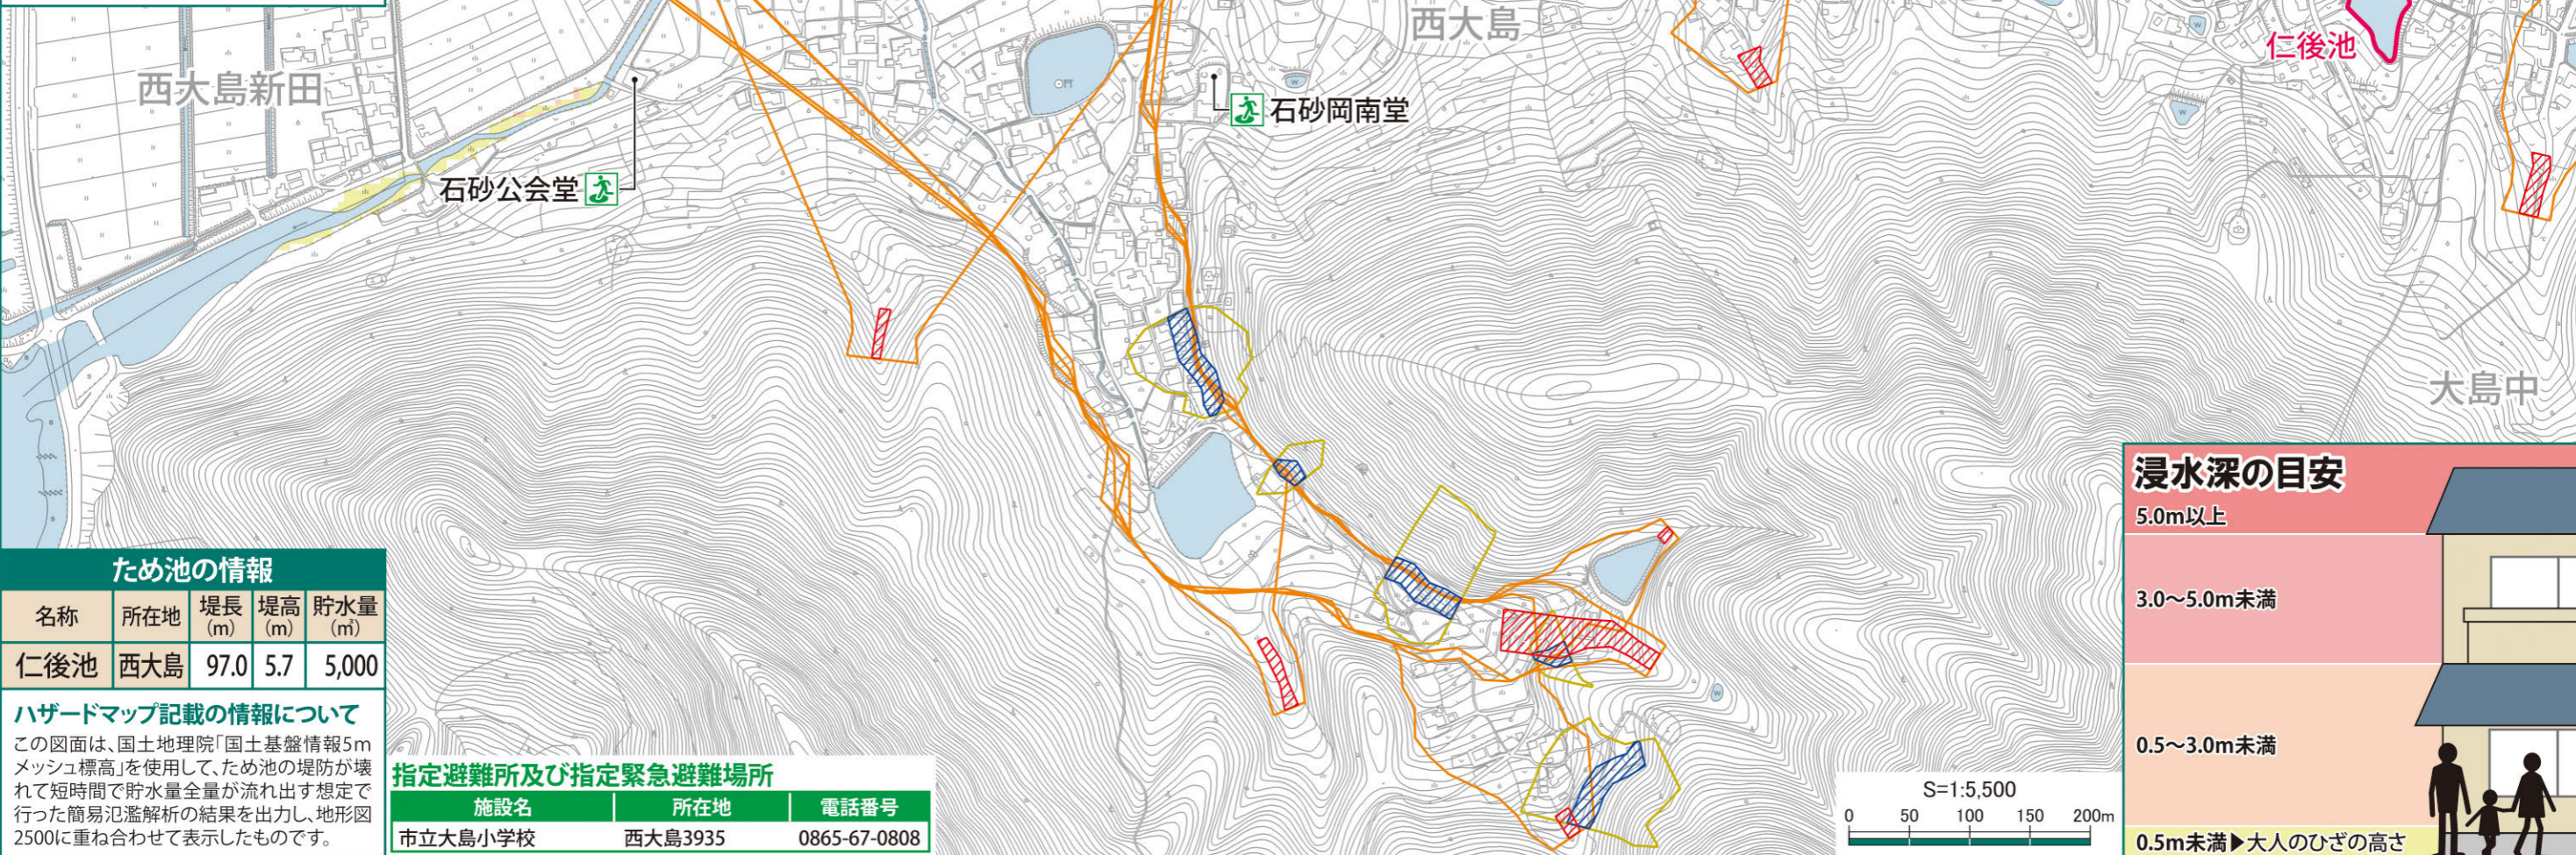 西大島新田
石砂公会堂
石砂岡南堂
西大島
仁後池
大島中
ため池の情報
名称 所在地 堤長(m) 堤高(m) 貯水量(㎥)
仁後池 西大島 97.0 5.7 5,000
ハザードマップ記載の情報について
この図面は、国土地理院「国土基盤情報5m
メッシュ標高」を使用して、ため池の堤防が壊
れて短時間で貯水量全量が流れ出す想定で
行った簡易氾濫解析の結果を出力し、地形図
2500に重ね合わせて表示したものです。
指定避難所及び指定緊急避難場所
施設名 所在地 電話番号
市立大島小学校 西大島3935 0865-67-0808
S=1:5,500
0 50 100 150 200m
浸水深の目安
5.0m以上
3.0〜5.0m未満
0.5〜3.0m未満
0.5m未満▶大人のひざの高さ